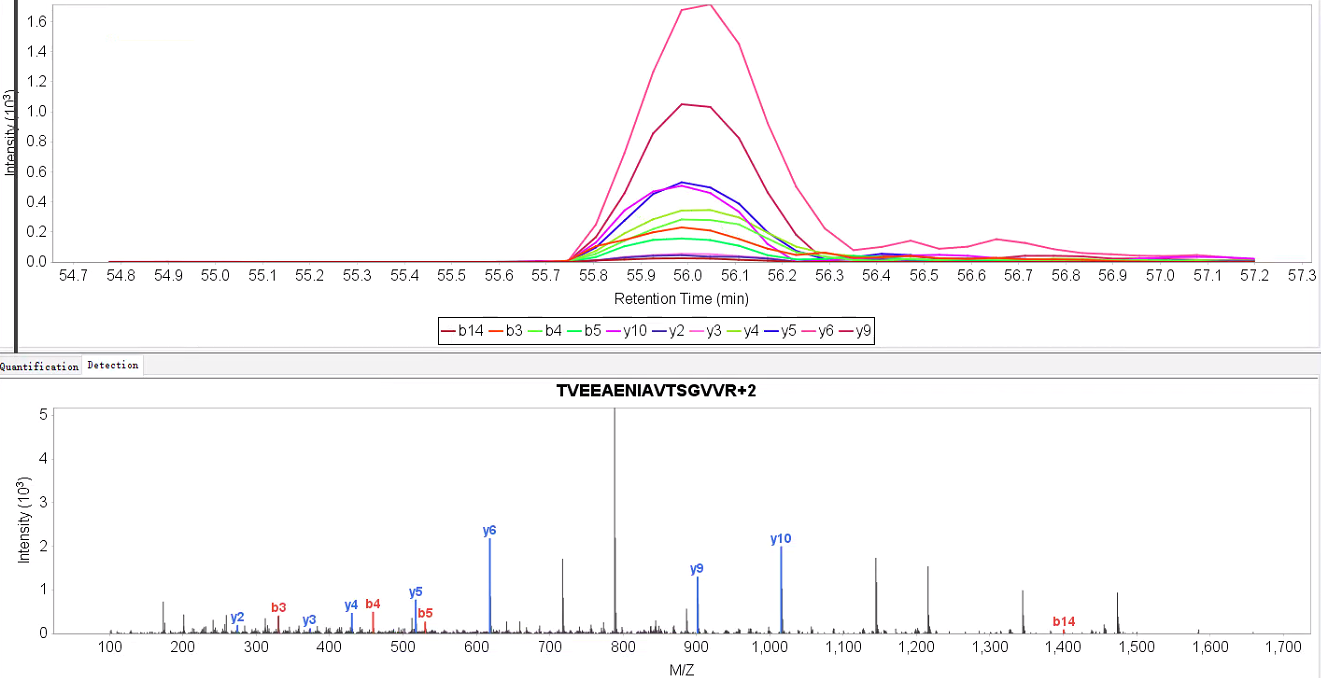 1.6
1.4
1.2
1.0
0.8
0.6
0.4
0.2
0.0
Intensity (10³)
54.7 54.8 54.9 55.0 55.1 55.2 55.3 55.4 55.5 55.6 55.7 55.8 55.9 56.0 56.1 56.2 56.3 56.4 56.5 56.6 56.7 56.8 56.9 57.0 57.1 57.2 57.3
Retention Time (min)
b14 b3 b4 b5 y10 y2 y3 y4 y5 y6 y9
Quantification Detection
TVEEAENIAVTSGVVR+2
5
4
3
2
1
0
Intensity (10³)
y6
y10
y9
y5
b3 y4 b4
y2 y3 b5
b14
100 200 300 400 500 600 700 800 900 1,000 1,100 1,200 1,300 1,400 1,500 1,600 1,700
M/Z